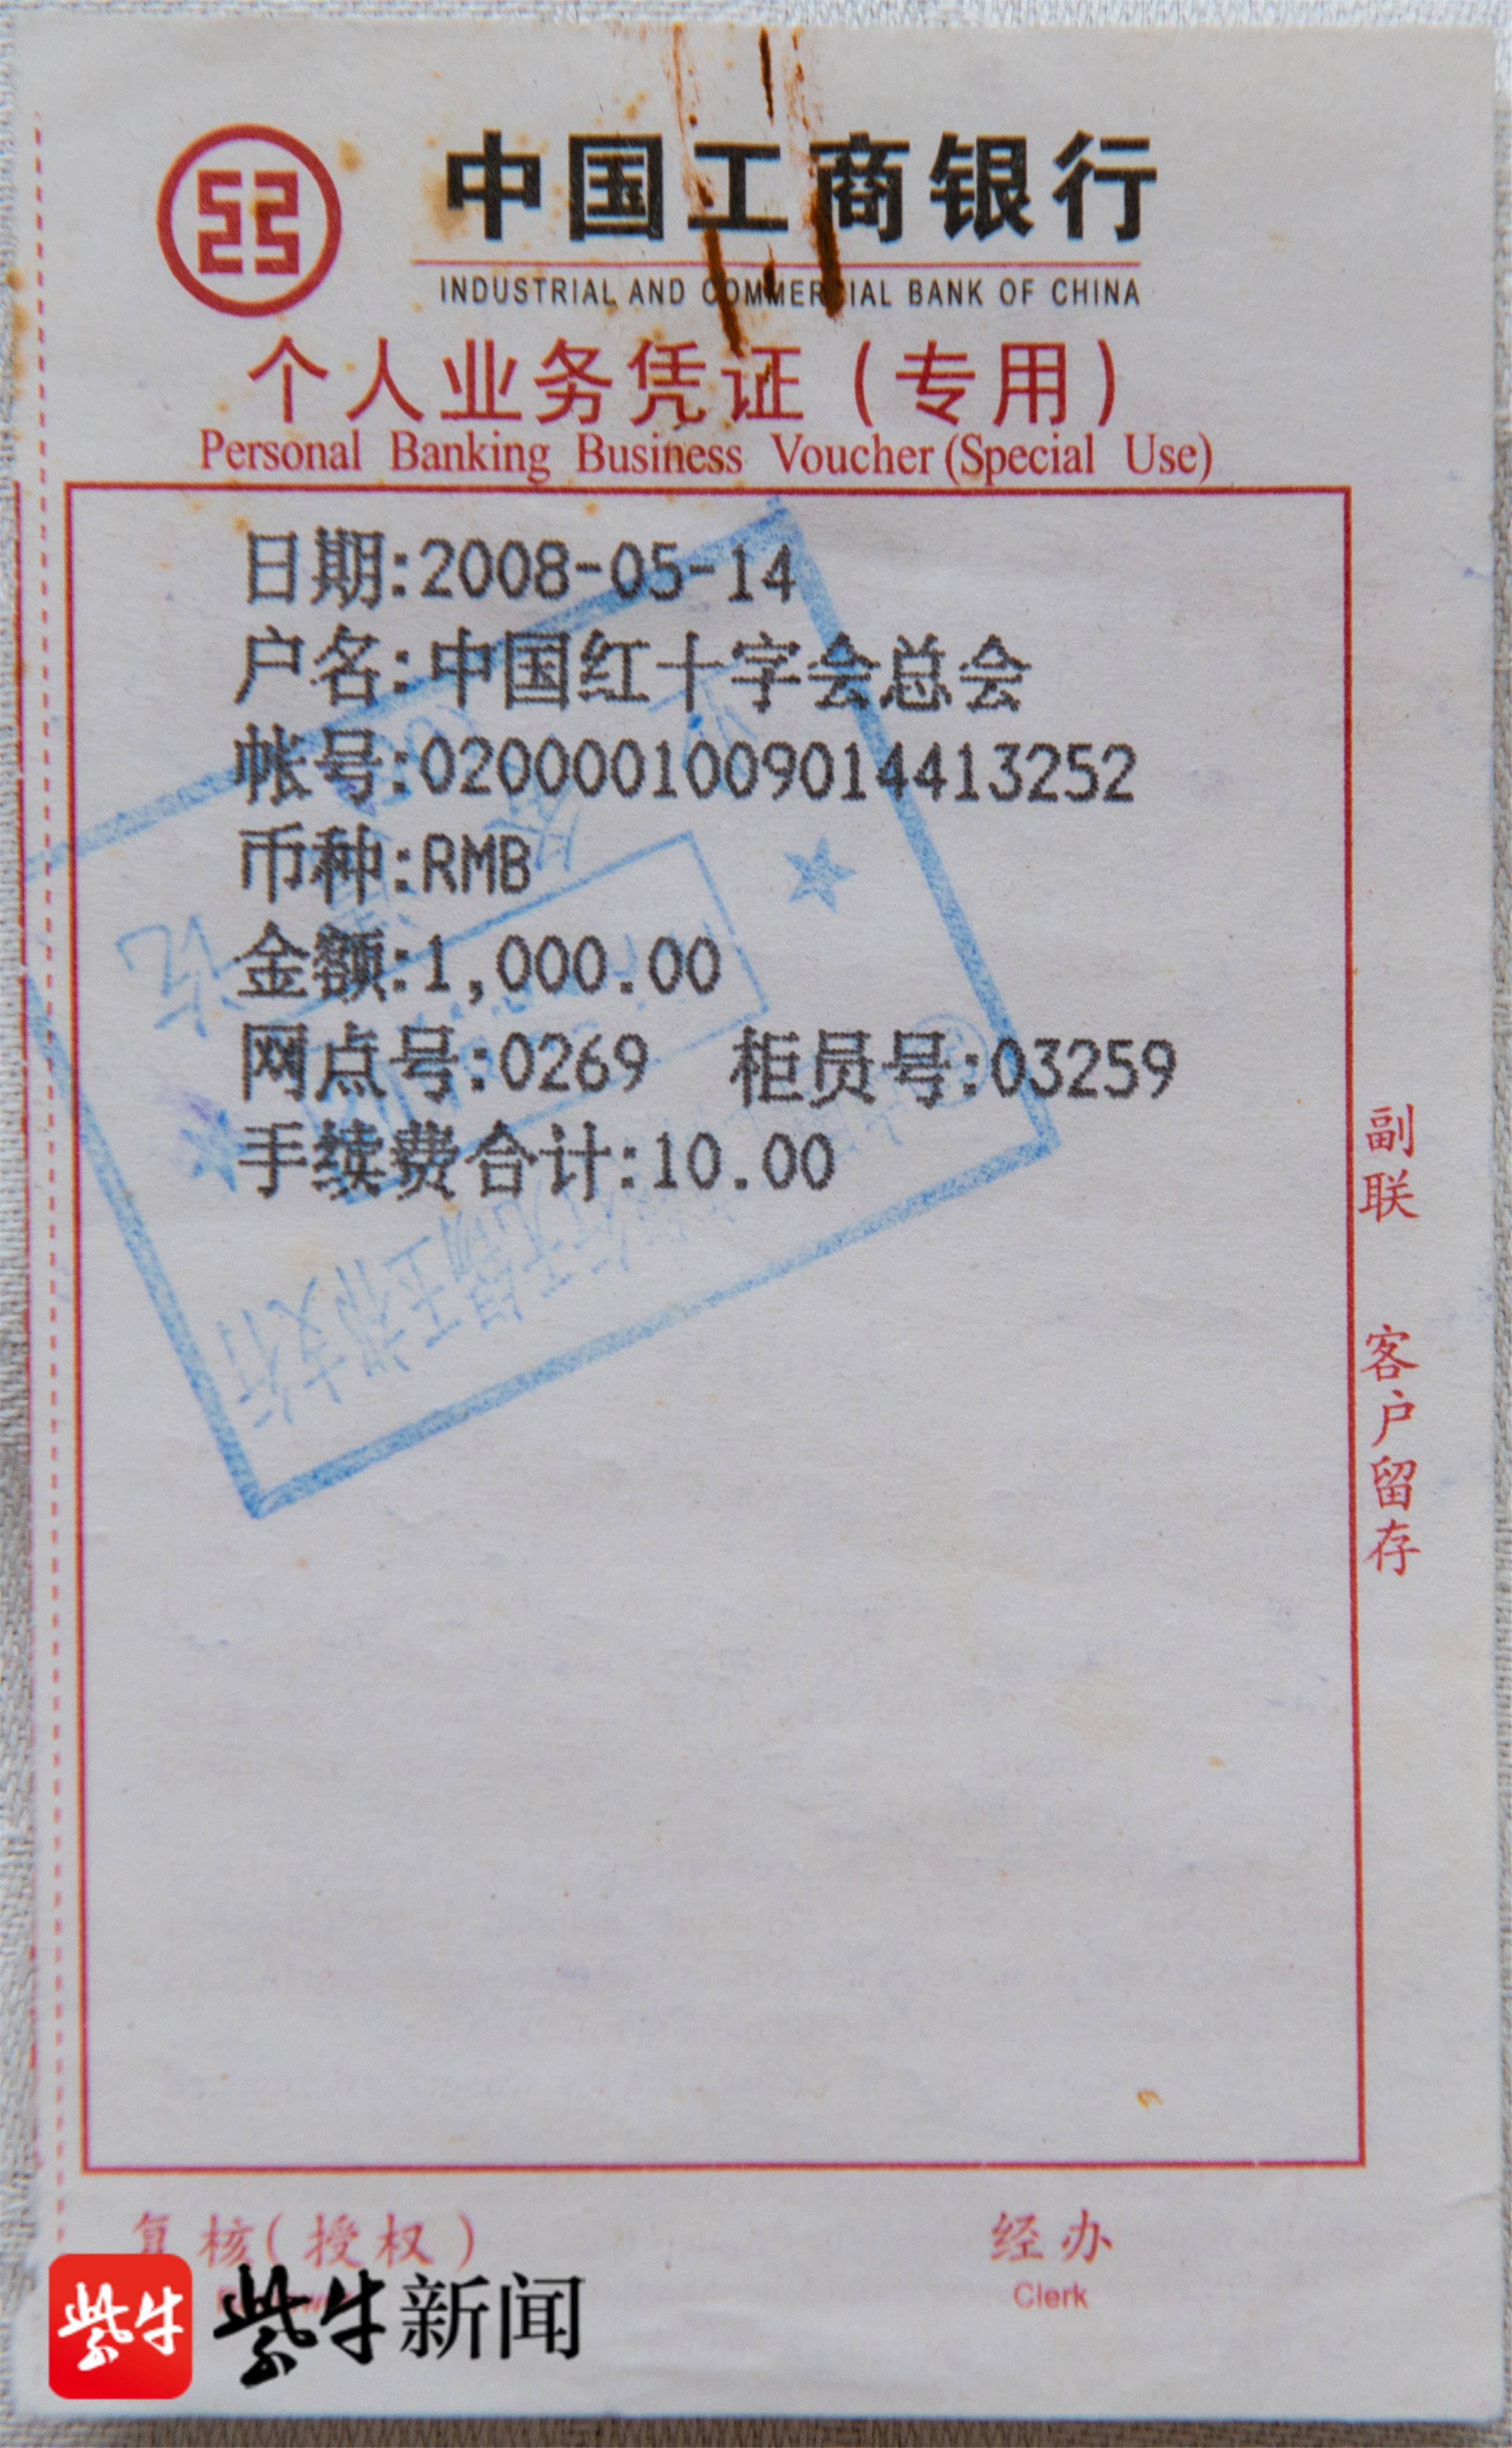 中国工商银行
INDUSTRIAL AND COMMERCIAL BANK OF CHINA
个人业务凭证（专用）
Personal Banking Business Voucher (Special Use)
日期:2008-05-14
户名:中国红十字会总会
帐号:0200001009014413252
币种:RMB
金额:1,000.00
网点号:0269 柜员号:03259
手续费合计:10.00
副联 客户留存
复核(授权) 经办
Clerk
紫牛 紫牛新闻